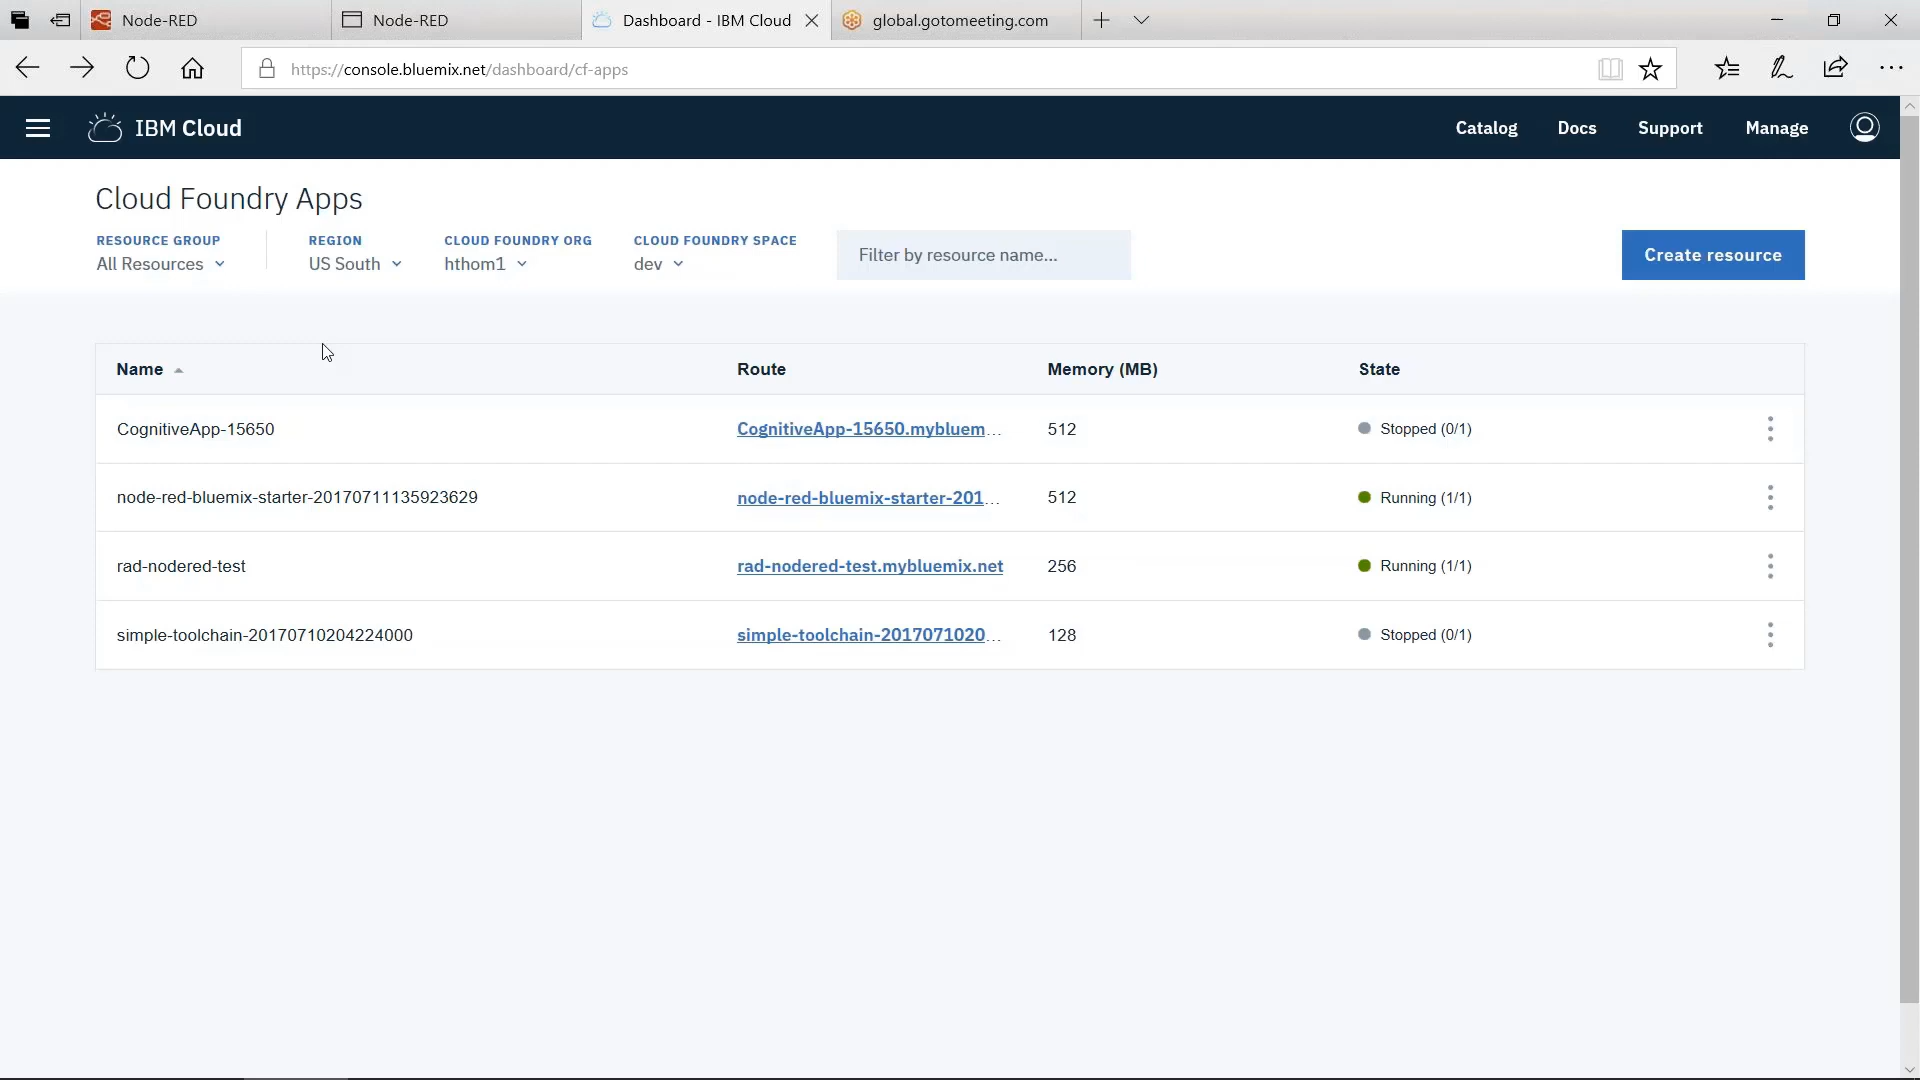 Node-RED
Node-RED
Dashboard - IBM Cloud
global.gotomeeting.com
https://console.bluemix.net/dashboard/cf-apps
IBM Cloud
Catalog
Docs
Support
Manage
Cloud Foundry Apps
RESOURCE GROUP
All Resources
REGION
US South
CLOUD FOUNDRY ORG
hthom1
CLOUD FOUNDRY SPACE
dev
Filter by resource name...
Create resource
Name Route Memory (MB) State
CognitiveApp-15650 CognitiveApp-15650.mybluem... 512 Stopped (0/1)
node-red-bluemix-starter-20170711135923629 node-red-bluemix-starter-201... 512 Running (1/1)
rad-nodered-test rad-nodered-test.mybluemix.net 256 Running (1/1)
simple-toolchain-20170710204224000 simple-toolchain-2017071020... 128 Stopped (0/1)